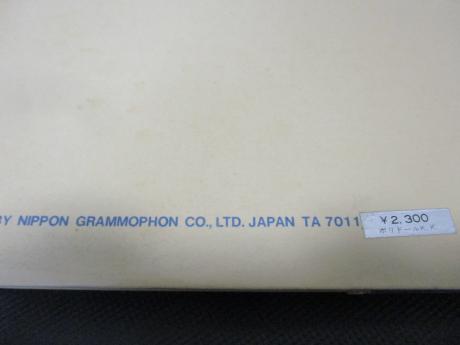 BY NIPPON GRAMMOPHON CO., LTD. JAPAN TA 7011
¥2,300
ポリドールK.K.